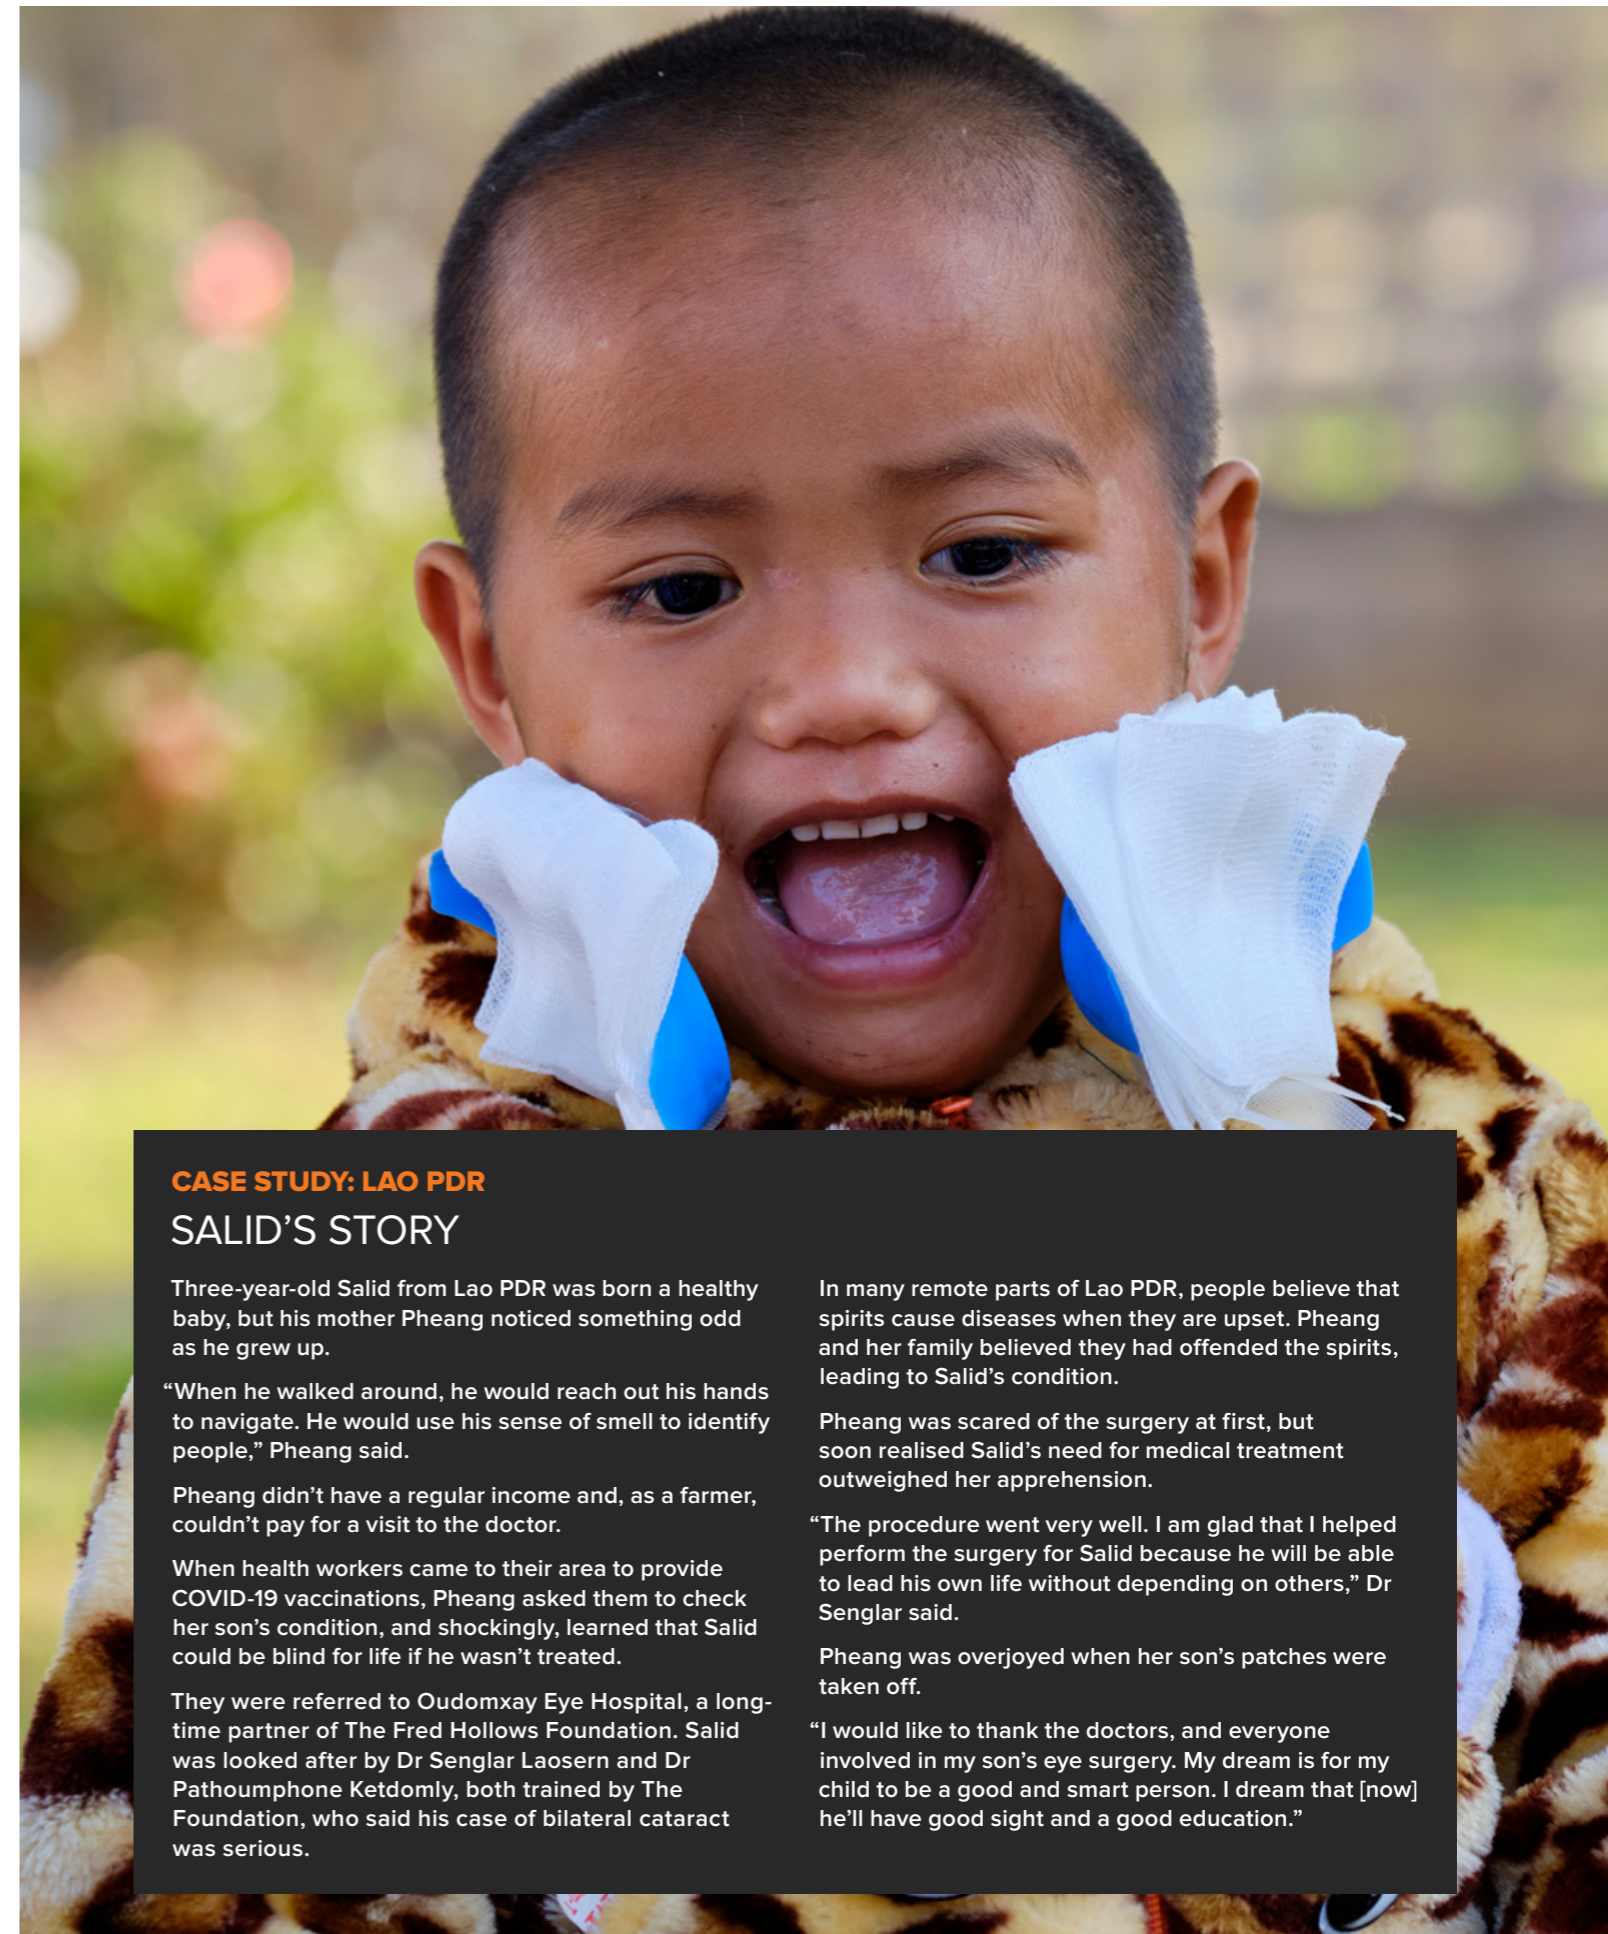 CASE STUDY: LAO PDR
SALID’S STORY
Three-year-old Salid from Lao PDR was born a healthy
baby, but his mother Pheang noticed something odd
as he grew up.
“When he walked around, he would reach out his hands
to navigate. He would use his sense of smell to identify
people,” Pheang said.
Pheang didn’t have a regular income and, as a farmer,
couldn’t pay for a visit to the doctor.
When health workers came to their area to provide
COVID-19 vaccinations, Pheang asked them to check
her son’s condition, and shockingly, learned that Salid
could be blind for life if he wasn’t treated.
They were referred to Oudomxay Eye Hospital, a long-
time partner of The Fred Hollows Foundation. Salid
was looked after by Dr Senglar Laosern and Dr
Pathoumphone Ketdomly, both trained by The
Foundation, who said his case of bilateral cataract
was serious.
In many remote parts of Lao PDR, people believe that
spirits cause diseases when they are upset. Pheang
and her family believed they had offended the spirits,
leading to Salid’s condition.
Pheang was scared of the surgery at first, but
soon realised Salid’s need for medical treatment
outweighed her apprehension.
“The procedure went very well. I am glad that I helped
perform the surgery for Salid because he will be able
to lead his own life without depending on others,” Dr
Senglar said.
Pheang was overjoyed when her son’s patches were
taken off.
“I would like to thank the doctors, and everyone
involved in my son’s eye surgery. My dream is for my
child to be a good and smart person. I dream that [now]
he’ll have good sight and a good education.”